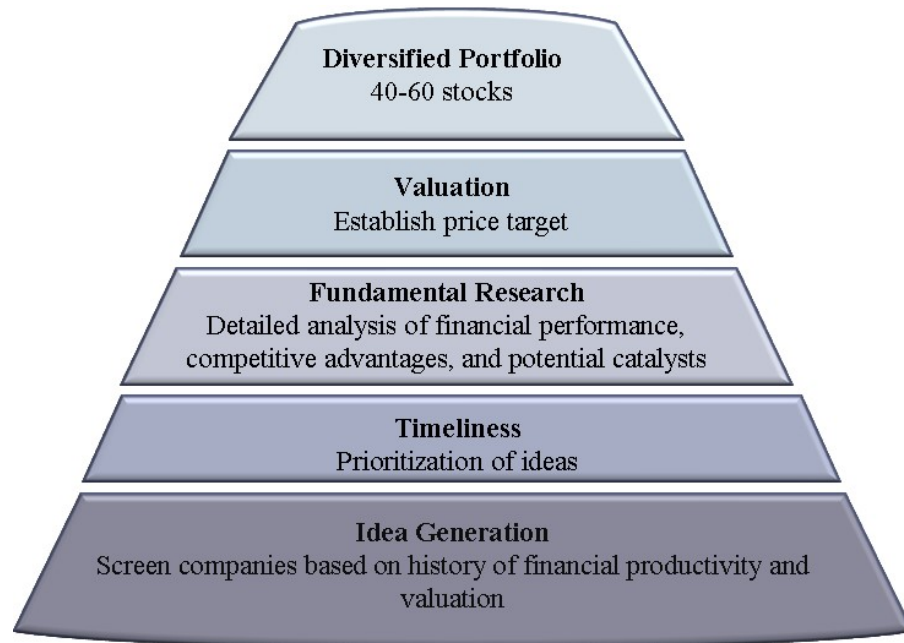 Diversified Portfolio
40-60 stocks
Valuation
Establish price target
Fundamental Research
Detailed analysis of financial performance,
competitive advantages, and potential catalysts
Timeliness
Prioritization of ideas
Idea Generation
Screen companies based on history of financial productivity and
valuation